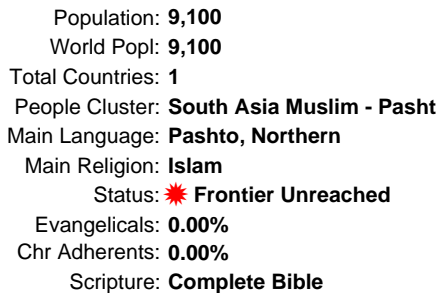 Population: 9,100
World Popl: 9,100
Total Countries: 1
People Cluster: South Asia Muslim - Pasht
Main Language: Pashto, Northern
Main Religion: Islam
Status: Frontier Unreached
Evangelicals: 0.00%
Chr Adherents: 0.00%
Scripture: Complete Bible